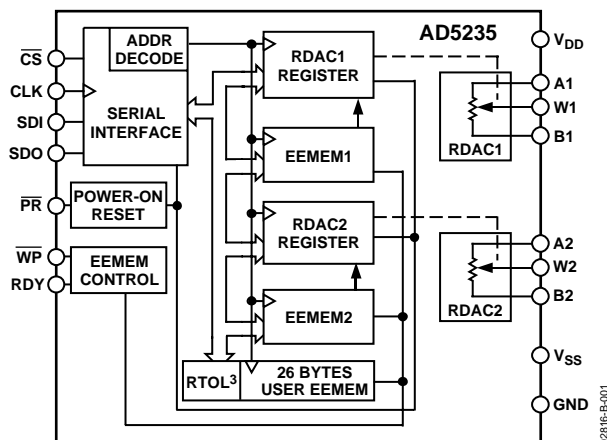 AD5235
CS
CLK
SDI
SDO
PR
WP
RDY
ADDR
DECODE
SERIAL
INTERFACE
POWER-ON
RESET
EEMEM
CONTROL
RDAC1
REGISTER
EEMEM1
RDAC2
REGISTER
EEMEM2
RTOL3
26 BYTES
USER EEMEM
RDAC1
RDAC2
VDD
A1
W1
B1
A2
W2
B2
VSS
GND
02816-B-001